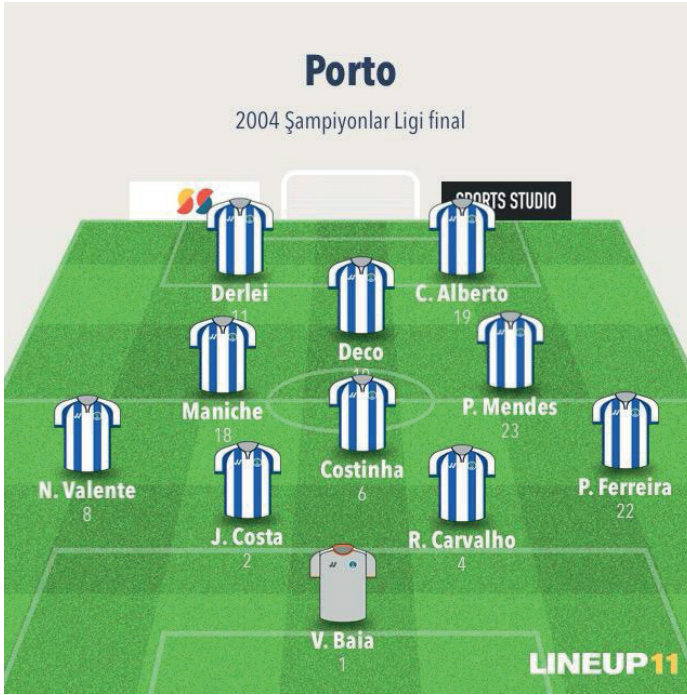 Porto
2004 Şampiyonlar Ligi final
SPORTS STUDIO
Derlei
11
C. Alberto
19
Deco
10
Maniche
18
P. Mendes
23
Costinha
6
N. Valente
8
P. Ferreira
22
J. Costa
2
R. Carvalho
4
V. Baia
1
LINEUP11